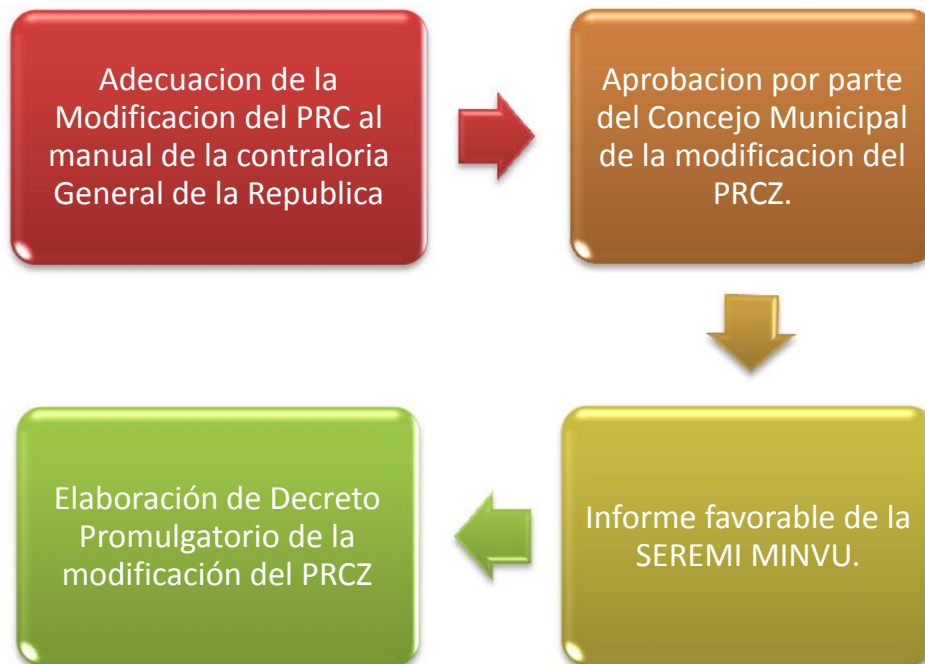 Adecuacion de la
Modificacion del PRC al
manual de la contraloria
General de la Republica
Aprobacion por parte
del Concejo Municipal
de la modificacion del
PRCZ.
Informe favorable de la
SEREMI MINVU.
Elaboración de Decreto
Promulgatorio de la
modificación del PRCZ